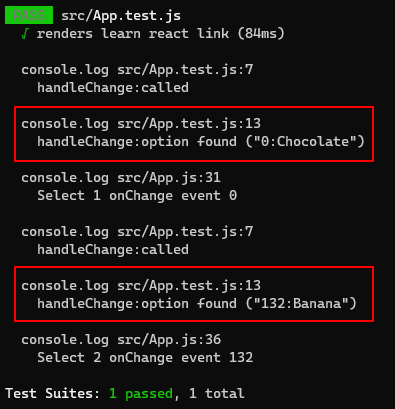 PASS src/App.test.js
√ renders learn react link (84ms)
console.log src/App.test.js:7
handleChange:called
console.log src/App.test.js:13
handleChange:option found ("0:Chocolate")
console.log src/App.js:31
Select 1 onChange event 0
console.log src/App.test.js:7
handleChange:called
console.log src/App.test.js:13
handleChange:option found ("132:Banana")
console.log src/App.js:36
Select 2 onChange event 132
Test Suites: 1 passed, 1 total